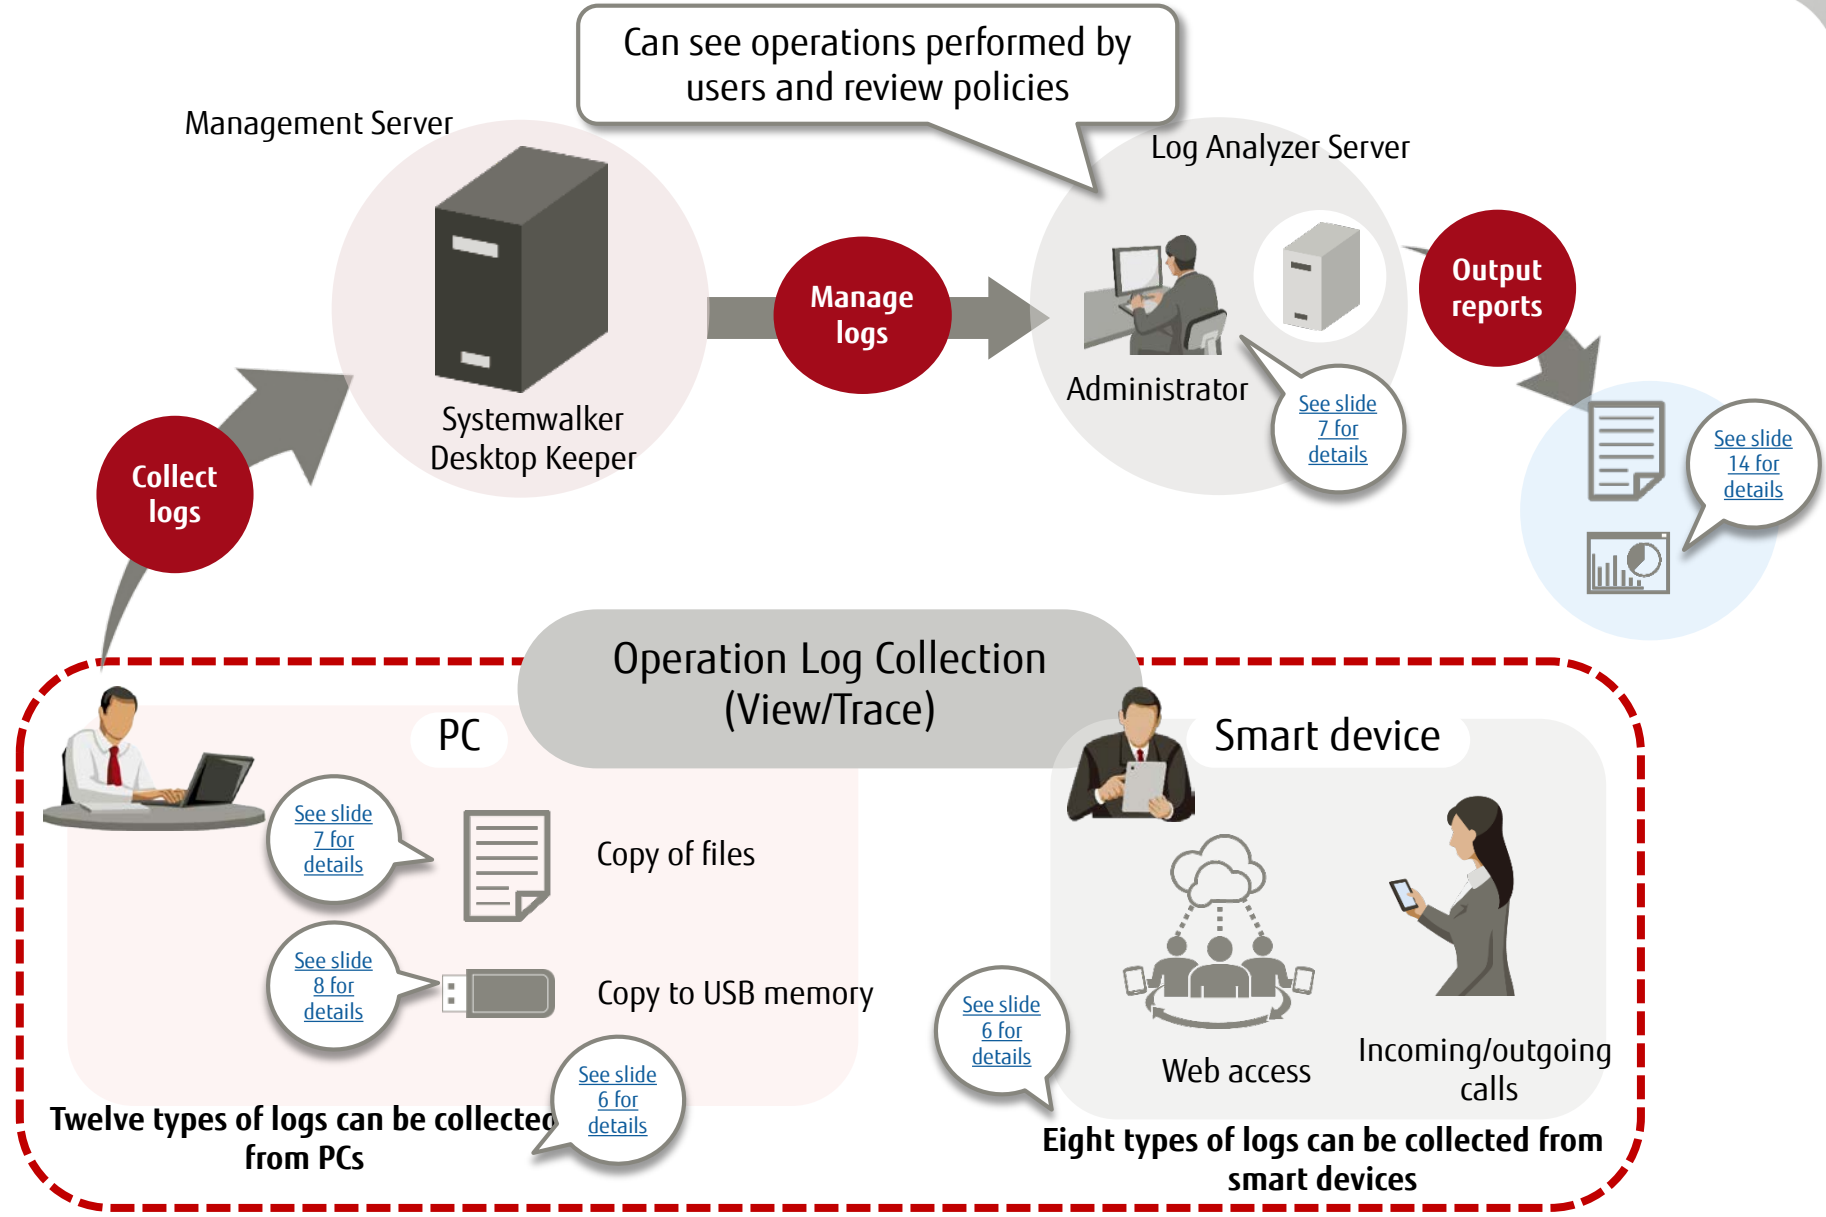 Can see operations performed by
users and review policies
Management Server
Log Analyzer Server
Systemwalker
Desktop Keeper
Manage
logs
Administrator
See slide
7 for
details
Output
reports
See slide
14 for
details
Collect
logs
Operation Log Collection
(View/Trace)
PC
See slide
7 for
details
Copy of files
See slide
8 for
details
Copy to USB memory
See slide
6 for
details
Twelve types of logs can be collected
from PCs
Smart device
See slide
6 for
details
Web access
Incoming/outgoing
calls
Eight types of logs can be collected from
smart devices